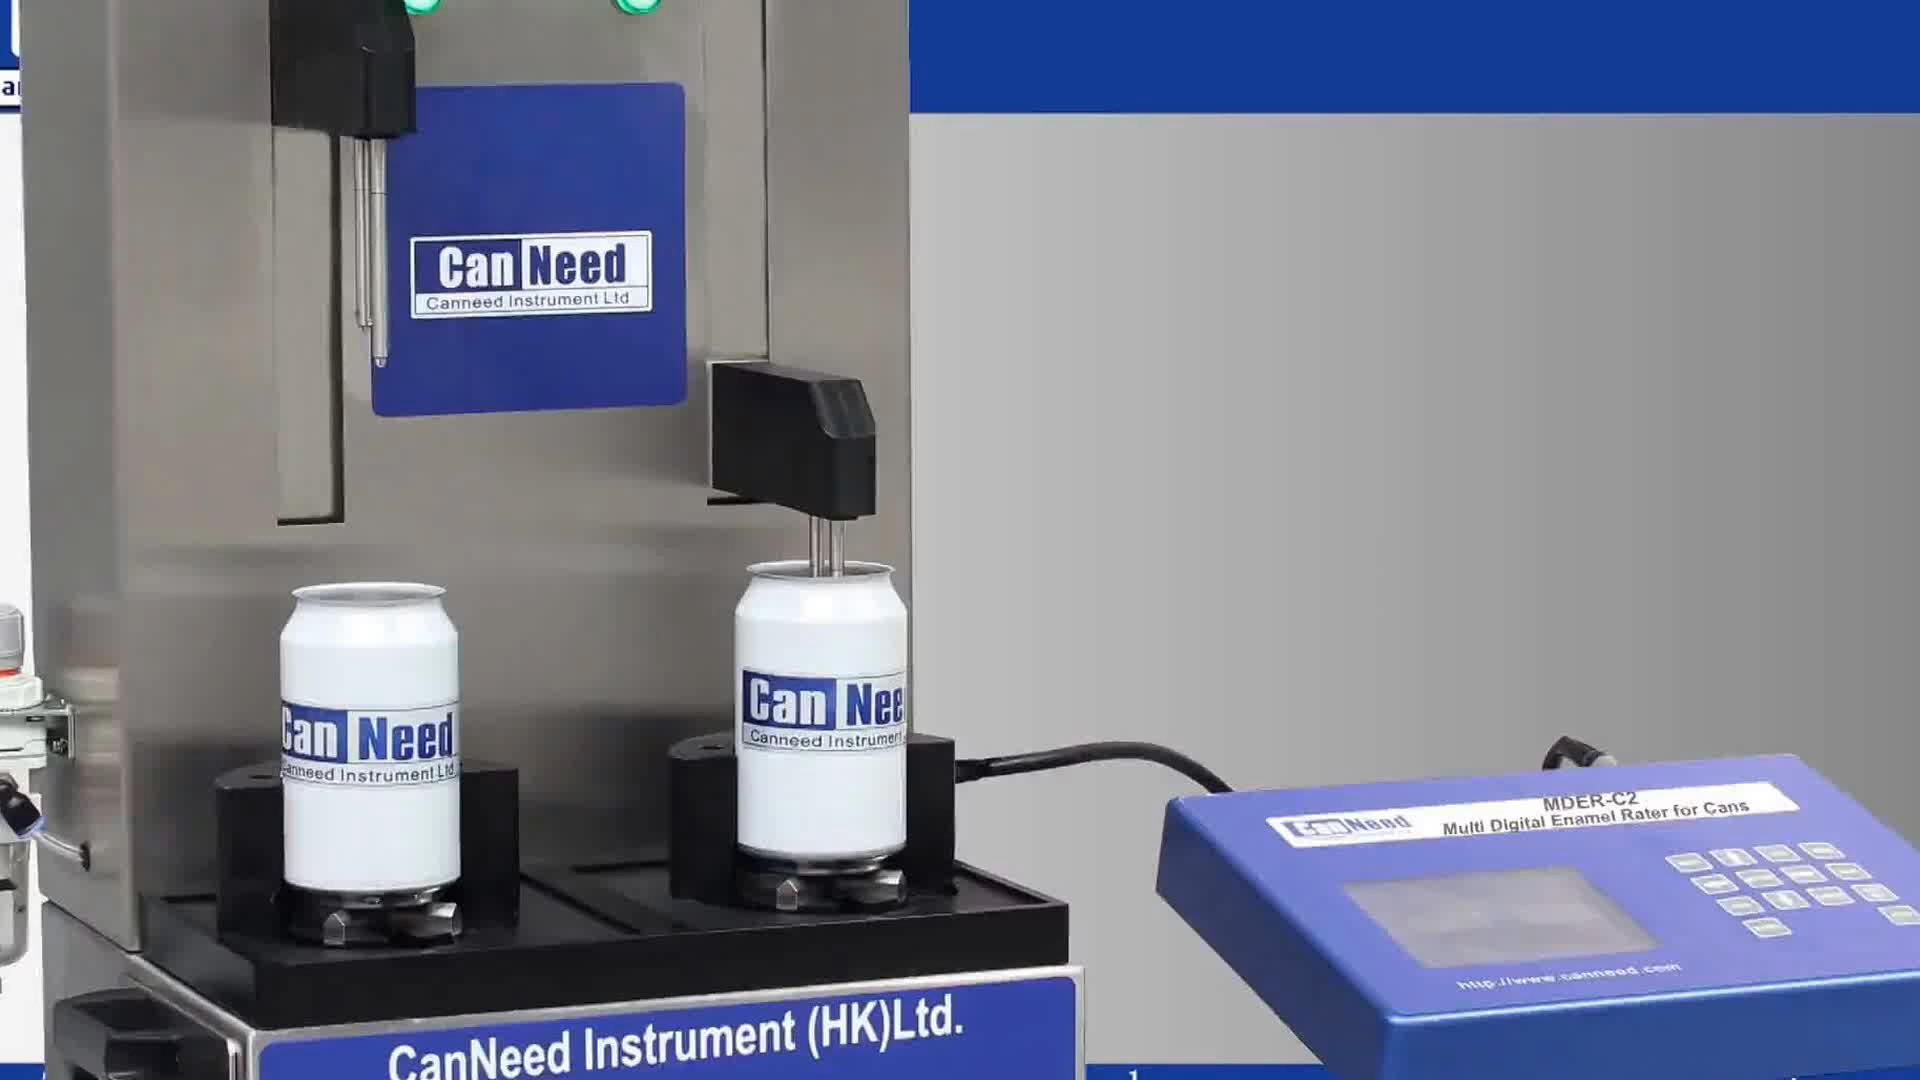 Can Need
Canneed Instrument Ltd
Can Need
Canneed Instrument Ltd
Can Nee
Canneed Instrument
MDER-C2
CanNeed Multi Digital Enamel Rater for Cans
http://www.canneed.com
CanNeed Instrument (HK)Ltd.